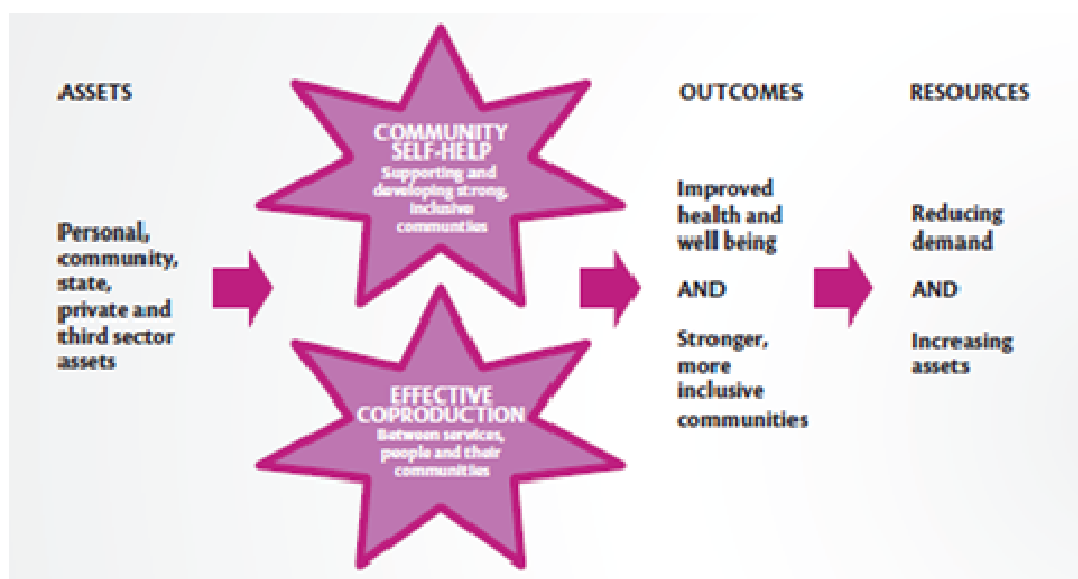 ASSETS
Personal,
community,
state,
private and
third sector
assets
COMMUNITY
SELF-HELP
Supporting and
developing strong,
inclusive
communties
EFFECTIVE
COPRODUCTION
Between services,
people and their
communities
OUTCOMES
Improved
health and
well being
AND
Stronger,
more
inclusive
communities
RESOURCES
Reducing
demand
AND
Increasing
assets